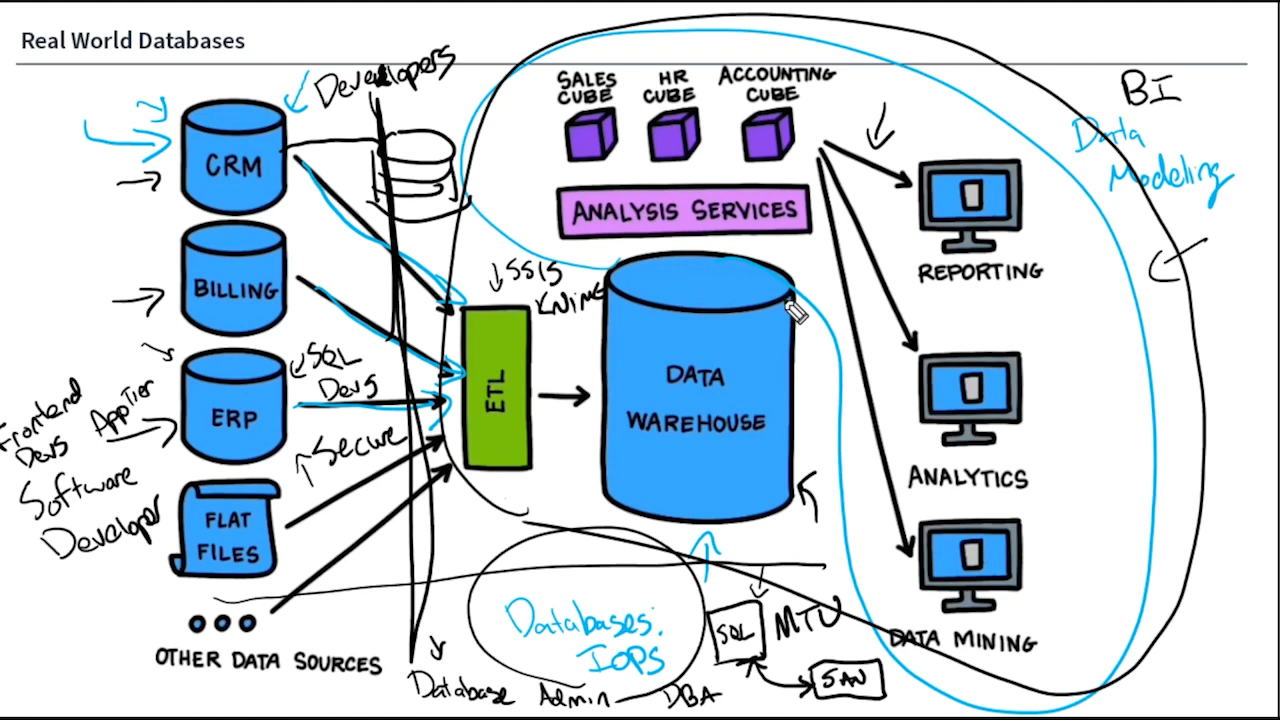 Real World Databases
Developers
CRM
BILLING
ERP
FLAT
FILES
OTHER DATA SOURCES
Frontend
Devs
AppTier
Software
Developer
SQL
Devs
Secure
SSIS
KNime
ETL
SALES
CUBE
HR
CUBE
ACCOUNTING
CUBE
ANALYSIS SERVICES
DATA
WAREHOUSE
BI
Data
Modeling
REPORTING
ANALYTICS
DATA MINING
Databases:
IOPS
SQL
MTU
SAN
Database Admin DBA